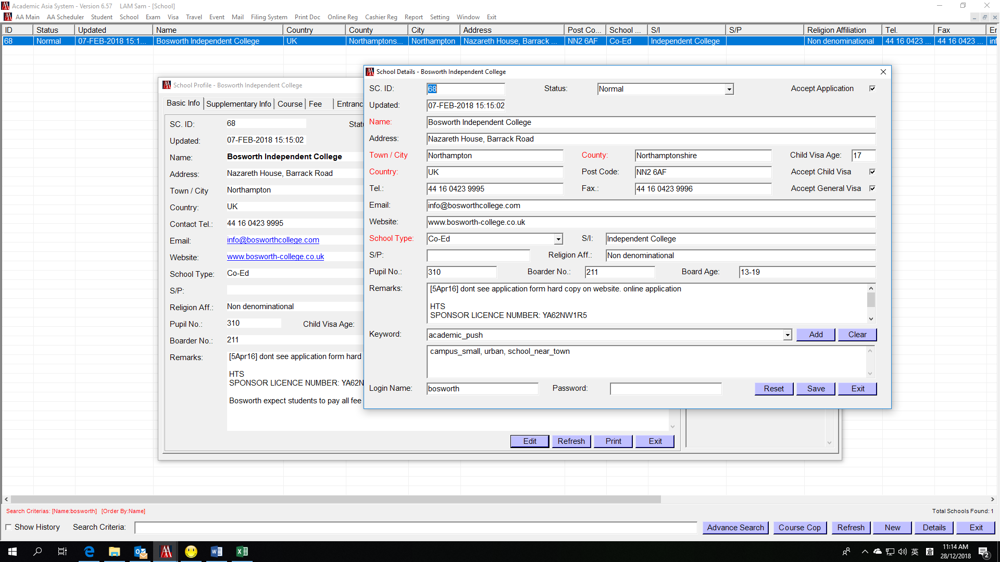 Academic Asia System - Version 6.57    LAM Sam - [School]
AA Main AA Scheduler Student School Exam Visa Travel Event Mail Filing System Print Doc Online Reg Cashier Reg Report Setting Window Exit
ID Status Updated Name Country County City Address Post Co... School ... S/I S/P Religion Affiliation Tel. Fax Er
68 Normal 07-FEB-2018 15:1... Bosworth Independent College UK Northamptons... Northampton Nazareth House, Barrack ... NN2 6AF Co-Ed Independent College Non denominational 44 16 0423 ... 44 16 0423 ... inf
School Profile - Bosworth Independent College
Basic Info Supplementary Info Course Fee Entranc
SC. ID: 68 Statu
Updated: 07-FEB-2018 15:15:02
Name: Bosworth Independent College
Address: Nazareth House, Barrack Road
Town / City Northampton
Country: UK
Contact Tel.: 44 16 0423 9995
Email: info@bosworthcollege.com
Website: www.bosworth-college.co.uk
School Type: Co-Ed
S/P:
Religion Aff.: Non denominational
Pupil No.: 310 Child Visa Age:
Boarder No.: 211
Remarks: [5Apr16] dont see application form hard
HTS
SPONSOR LICENCE NUMBER: YA62N
Bosworth expect students to pay all fee
Edit Refresh Print Exit
School Details - Bosworth Independent College
SC. ID: 68 Status: Normal Accept Application
Updated: 07-FEB-2018 15:15:02
Name: Bosworth Independent College
Address: Nazareth House, Barrack Road
Town / City Northampton County: Northamptonshire Child Visa Age: 17
Country: UK Post Code: NN2 6AF Accept Child Visa
Tel.: 44 16 0423 9995 Fax.: 44 16 0423 9996 Accept General Visa
Email: info@bosworthcollege.com
Website: www.bosworth-college.co.uk
School Type: Co-Ed S/I: Independent College
S/P: Religion Aff.: Non denominational
Pupil No.: 310 Boarder No.: 211 Board Age: 13-19
Remarks: [5Apr16] dont see application form hard copy on website. online application
HTS
SPONSOR LICENCE NUMBER: YA62NW1R5
Keyword: academic_push Add Clear
campus_small, urban, school_near_town
Login Name: bosworth Password: Reset Save Exit
Search Criterias: [Name:bosworth] [Order By:Name] Total Schools Found: 1
Show History Search Criteria: Advance Search Course Cop Refresh New Details Exit
英 倉 11:14 AM
28/12/2018 2